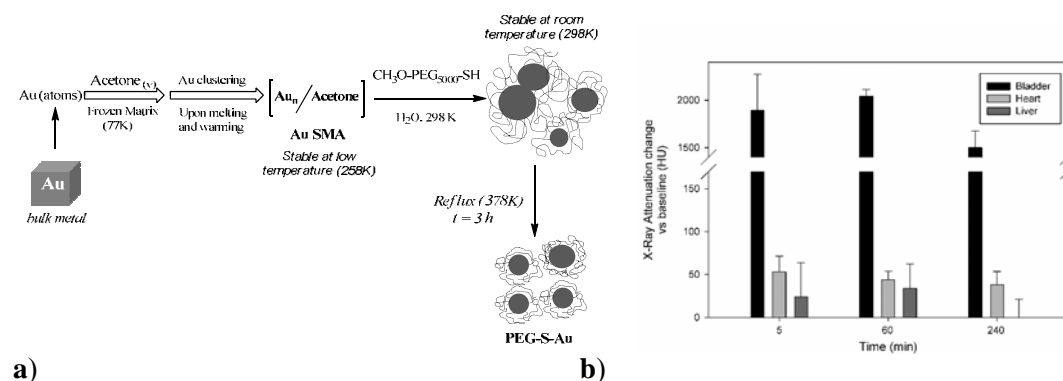 Au (atoms)
Acetone(v)
Frozen Matrix
(77K)
Au clustering
Upon melting
and warming
[Auₙ/Acetone]
Au SMA
Stable at low
temperature (258K)
CH₃O-PEG₅₀₀₀-SH
H₂O, 298 K
Stable at room
temperature (298K)
Au
bulk metal
Reflux (378K)
t = 3 h
PEG-S-Au
a)
X-Ray Attenuation change
vs baseline (HU)
2000
1500
150
100
50
0
Bladder
Heart
Liver
5
60
240
Time (min)
b)